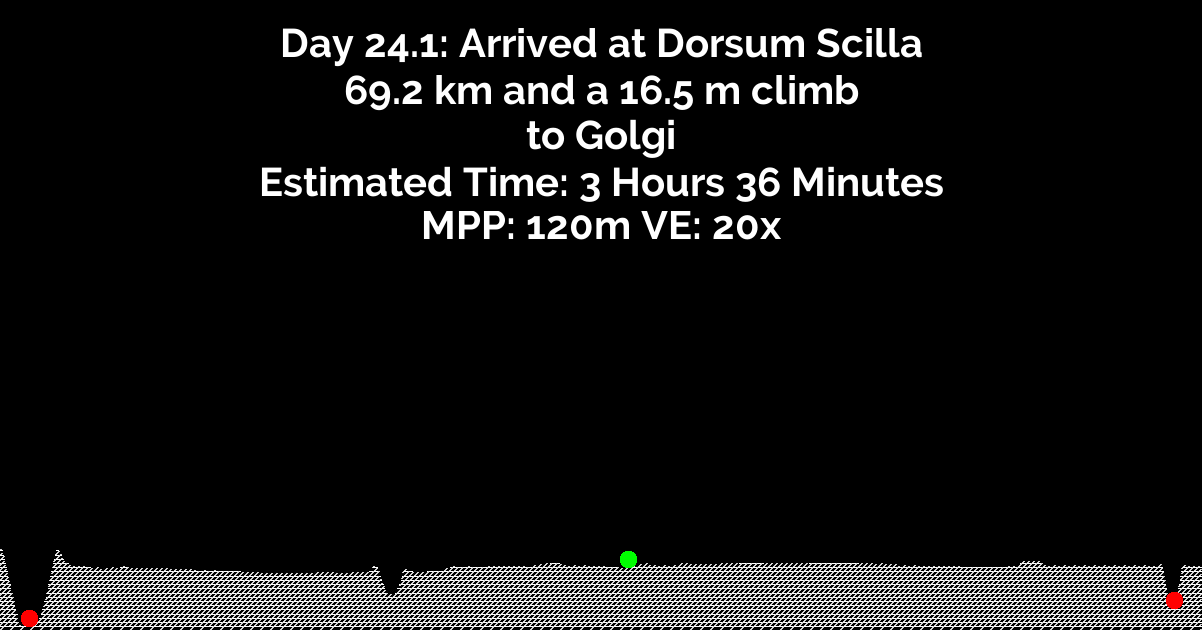 Day 24.1: Arrived at Dorsum Scilla
69.2 km and a 16.5 m climb
to Golgi
Estimated Time: 3 Hours 36 Minutes
MPP: 120m VE: 20x